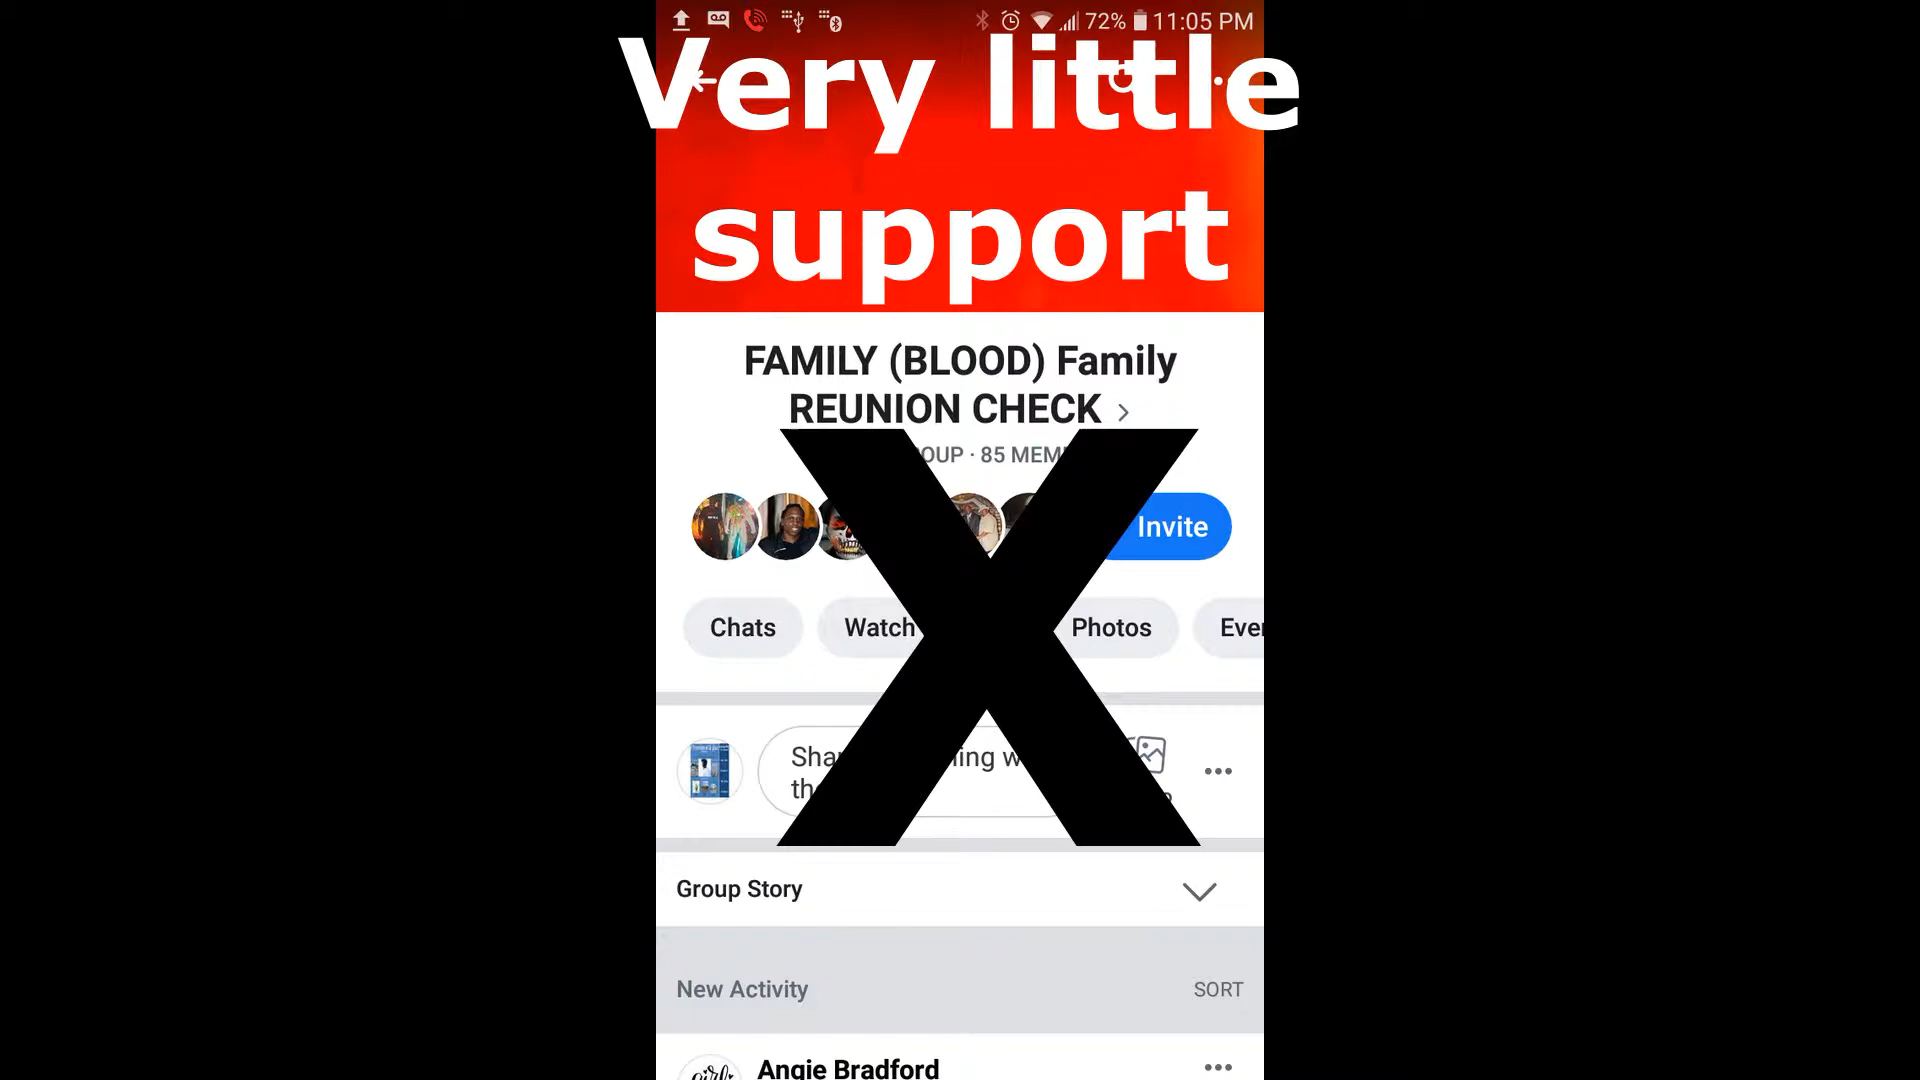 72% 11:05 PM
Very little
support
FAMILY (BLOOD) Family
REUNION CHECK
85
Invite
Chats
Watch
Photos
X
Group Story
New Activity
SORT
Angie Bradford